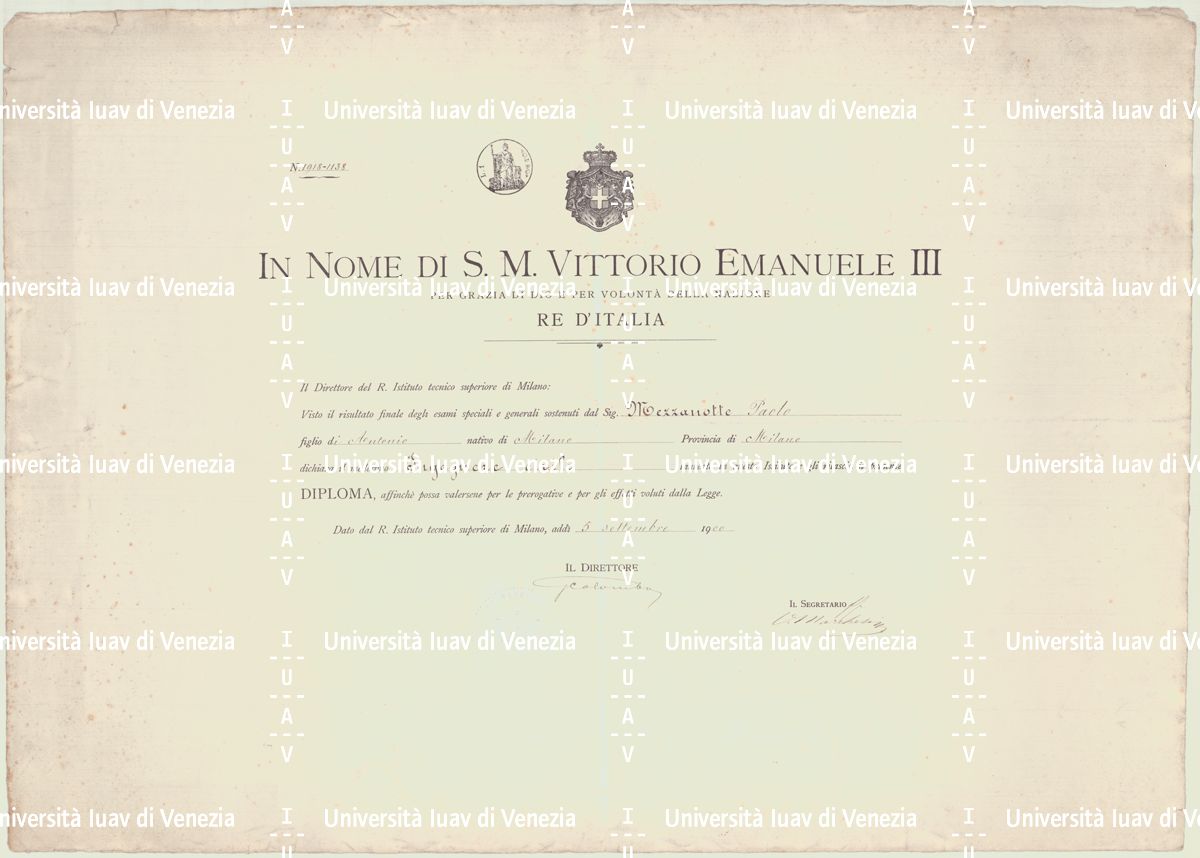 N. 1918-1138
IN NOME DI S. M. VITTORIO EMANUELE III
PER GRAZIA DI DIO E PER VOLONTÀ DELLA NAZIONE
RE D'ITALIA
Il Direttore del R. Istituto tecnico superiore di Milano:
Visto il risultato finale degli esami speciali e generali sostenuti dal Sig. Mezzanotte Paolo
figlio di Antonio nativo di Milano Provincia di Milano
dichiara Ingegnere
DIPLOMA, affinchè possa valersene per le prerogative e per gli effetti voluti dalla Legge.
Dato dal R. Istituto tecnico superiore di Milano, addì 5 settembre 1900
IL DIRETTORE
Colombo
IL SEGRETARIO
Università Iuav di Venezia
I
U
A
V